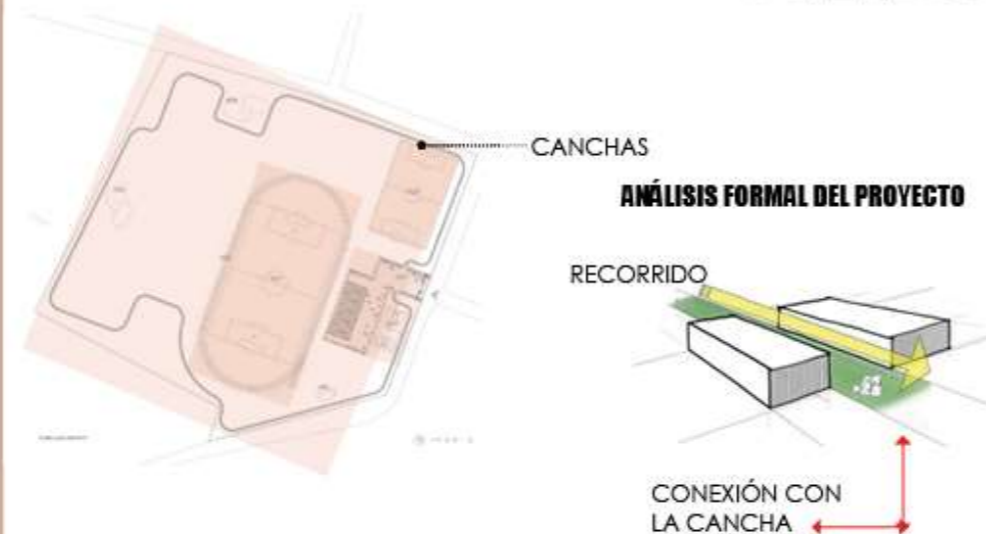 CANCHAS
ANÁLISIS FORMAL DEL PROYECTO
RECORRIDO
CONEXIÓN CON
LA CANCHA